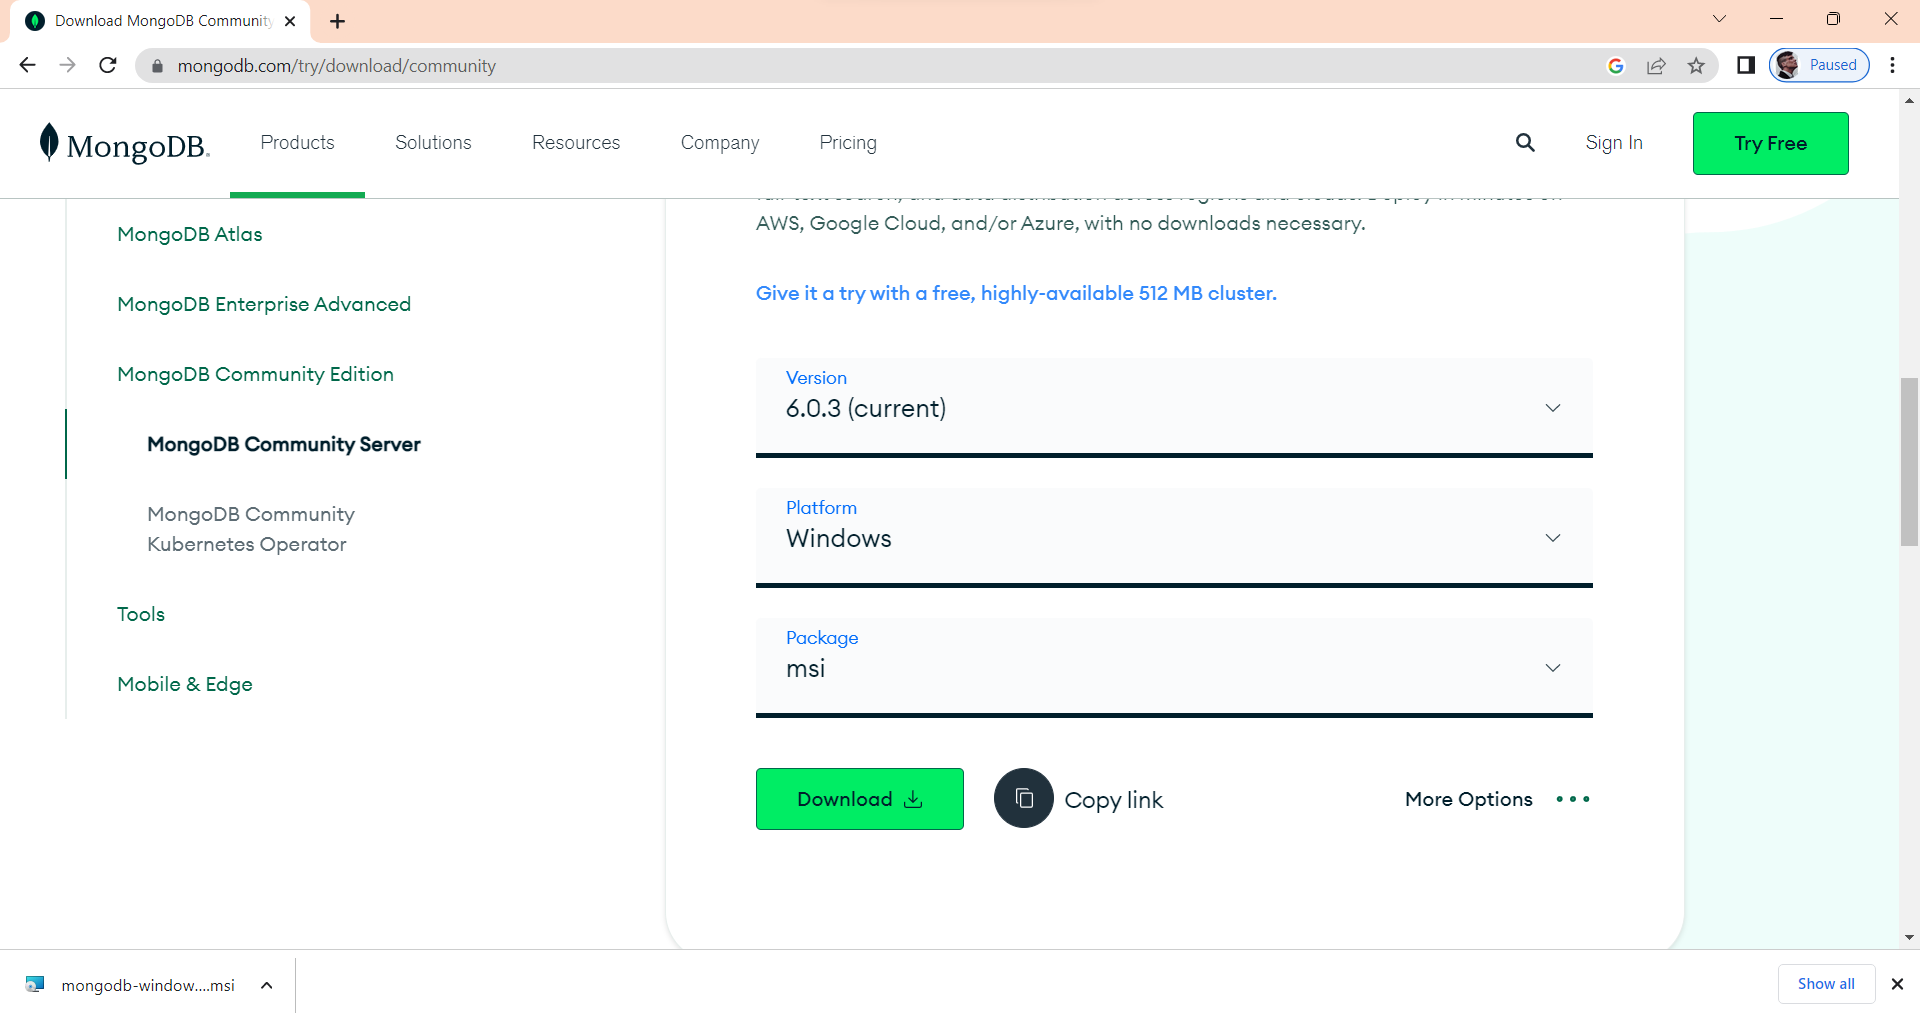 Download MongoDB Community
mongodb.com/try/download/community
Paused
MongoDB.
Products
Solutions
Resources
Company
Pricing
Sign In
Try Free
AWS, Google Cloud, and/or Azure, with no downloads necessary.
Give it a try with a free, highly-available 512 MB cluster.
MongoDB Atlas
MongoDB Enterprise Advanced
MongoDB Community Edition
MongoDB Community Server
MongoDB Community
Kubernetes Operator
Tools
Mobile & Edge
Version
6.0.3 (current)
Platform
Windows
Package
msi
Download
Copy link
More Options
mongodb-window....msi
Show all